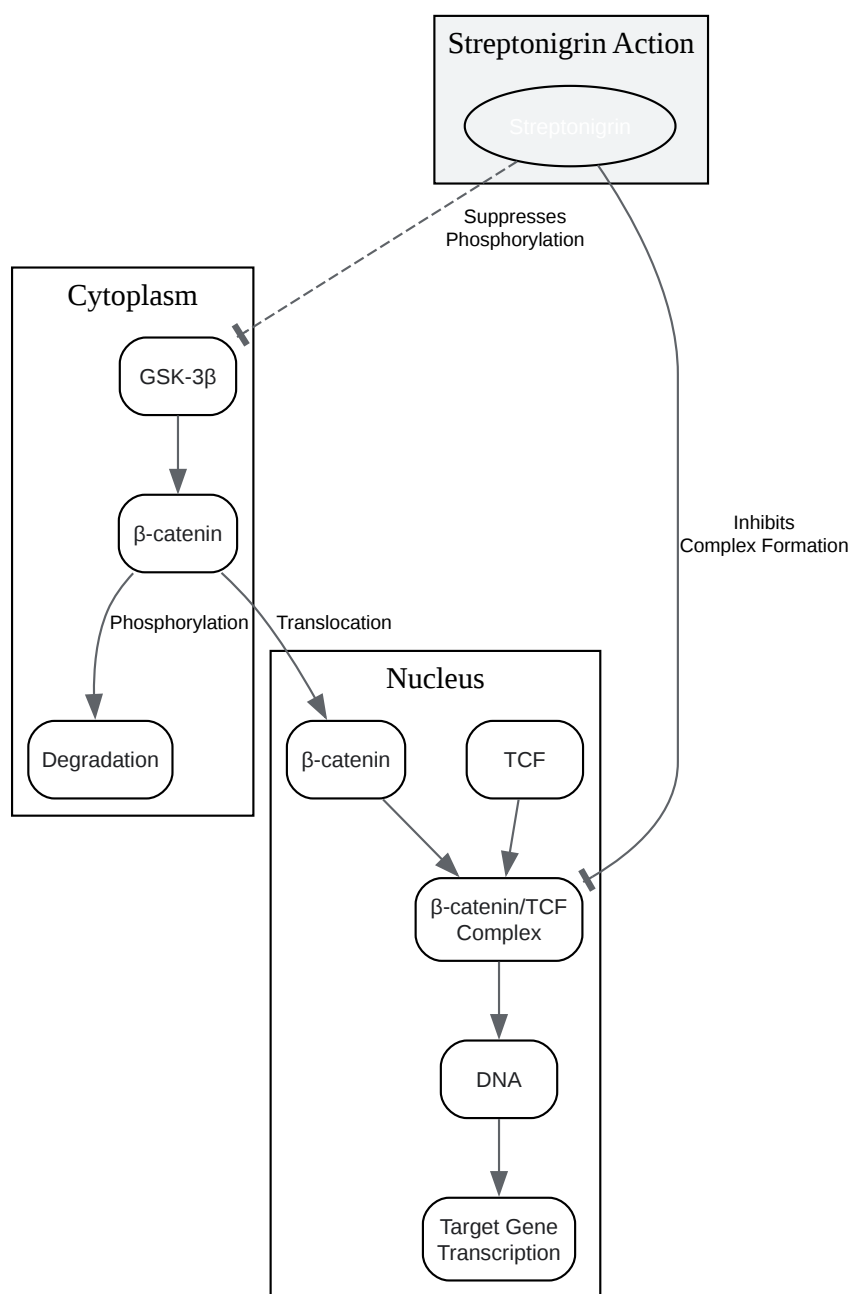 Streptonigrin Action
Streptonigrin
Suppresses
Phosphorylation
Cytoplasm
GSK-3β
β-catenin
Inhibits
Complex Formation
Phosphorylation
Translocation
Nucleus
Degradation
β-catenin
TCF
β-catenin/TCF
Complex
DNA
Target Gene
Transcription